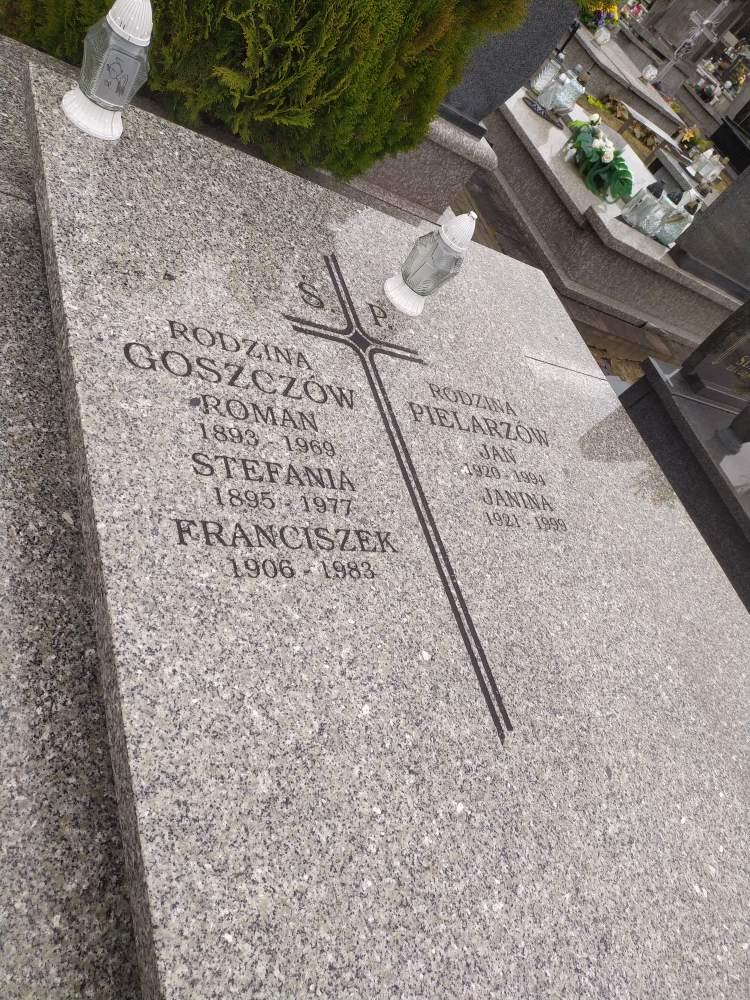 Ś. P.
RODZINA
GOSZCZÓW
ROMAN
1893 - 1969
STEFANIA
1895 - 1977
FRANCISZEK
1906 - 1983
RODZINA
PIELARZÓW
JAN
1920 - 1994
JANINA
1921 - 1999